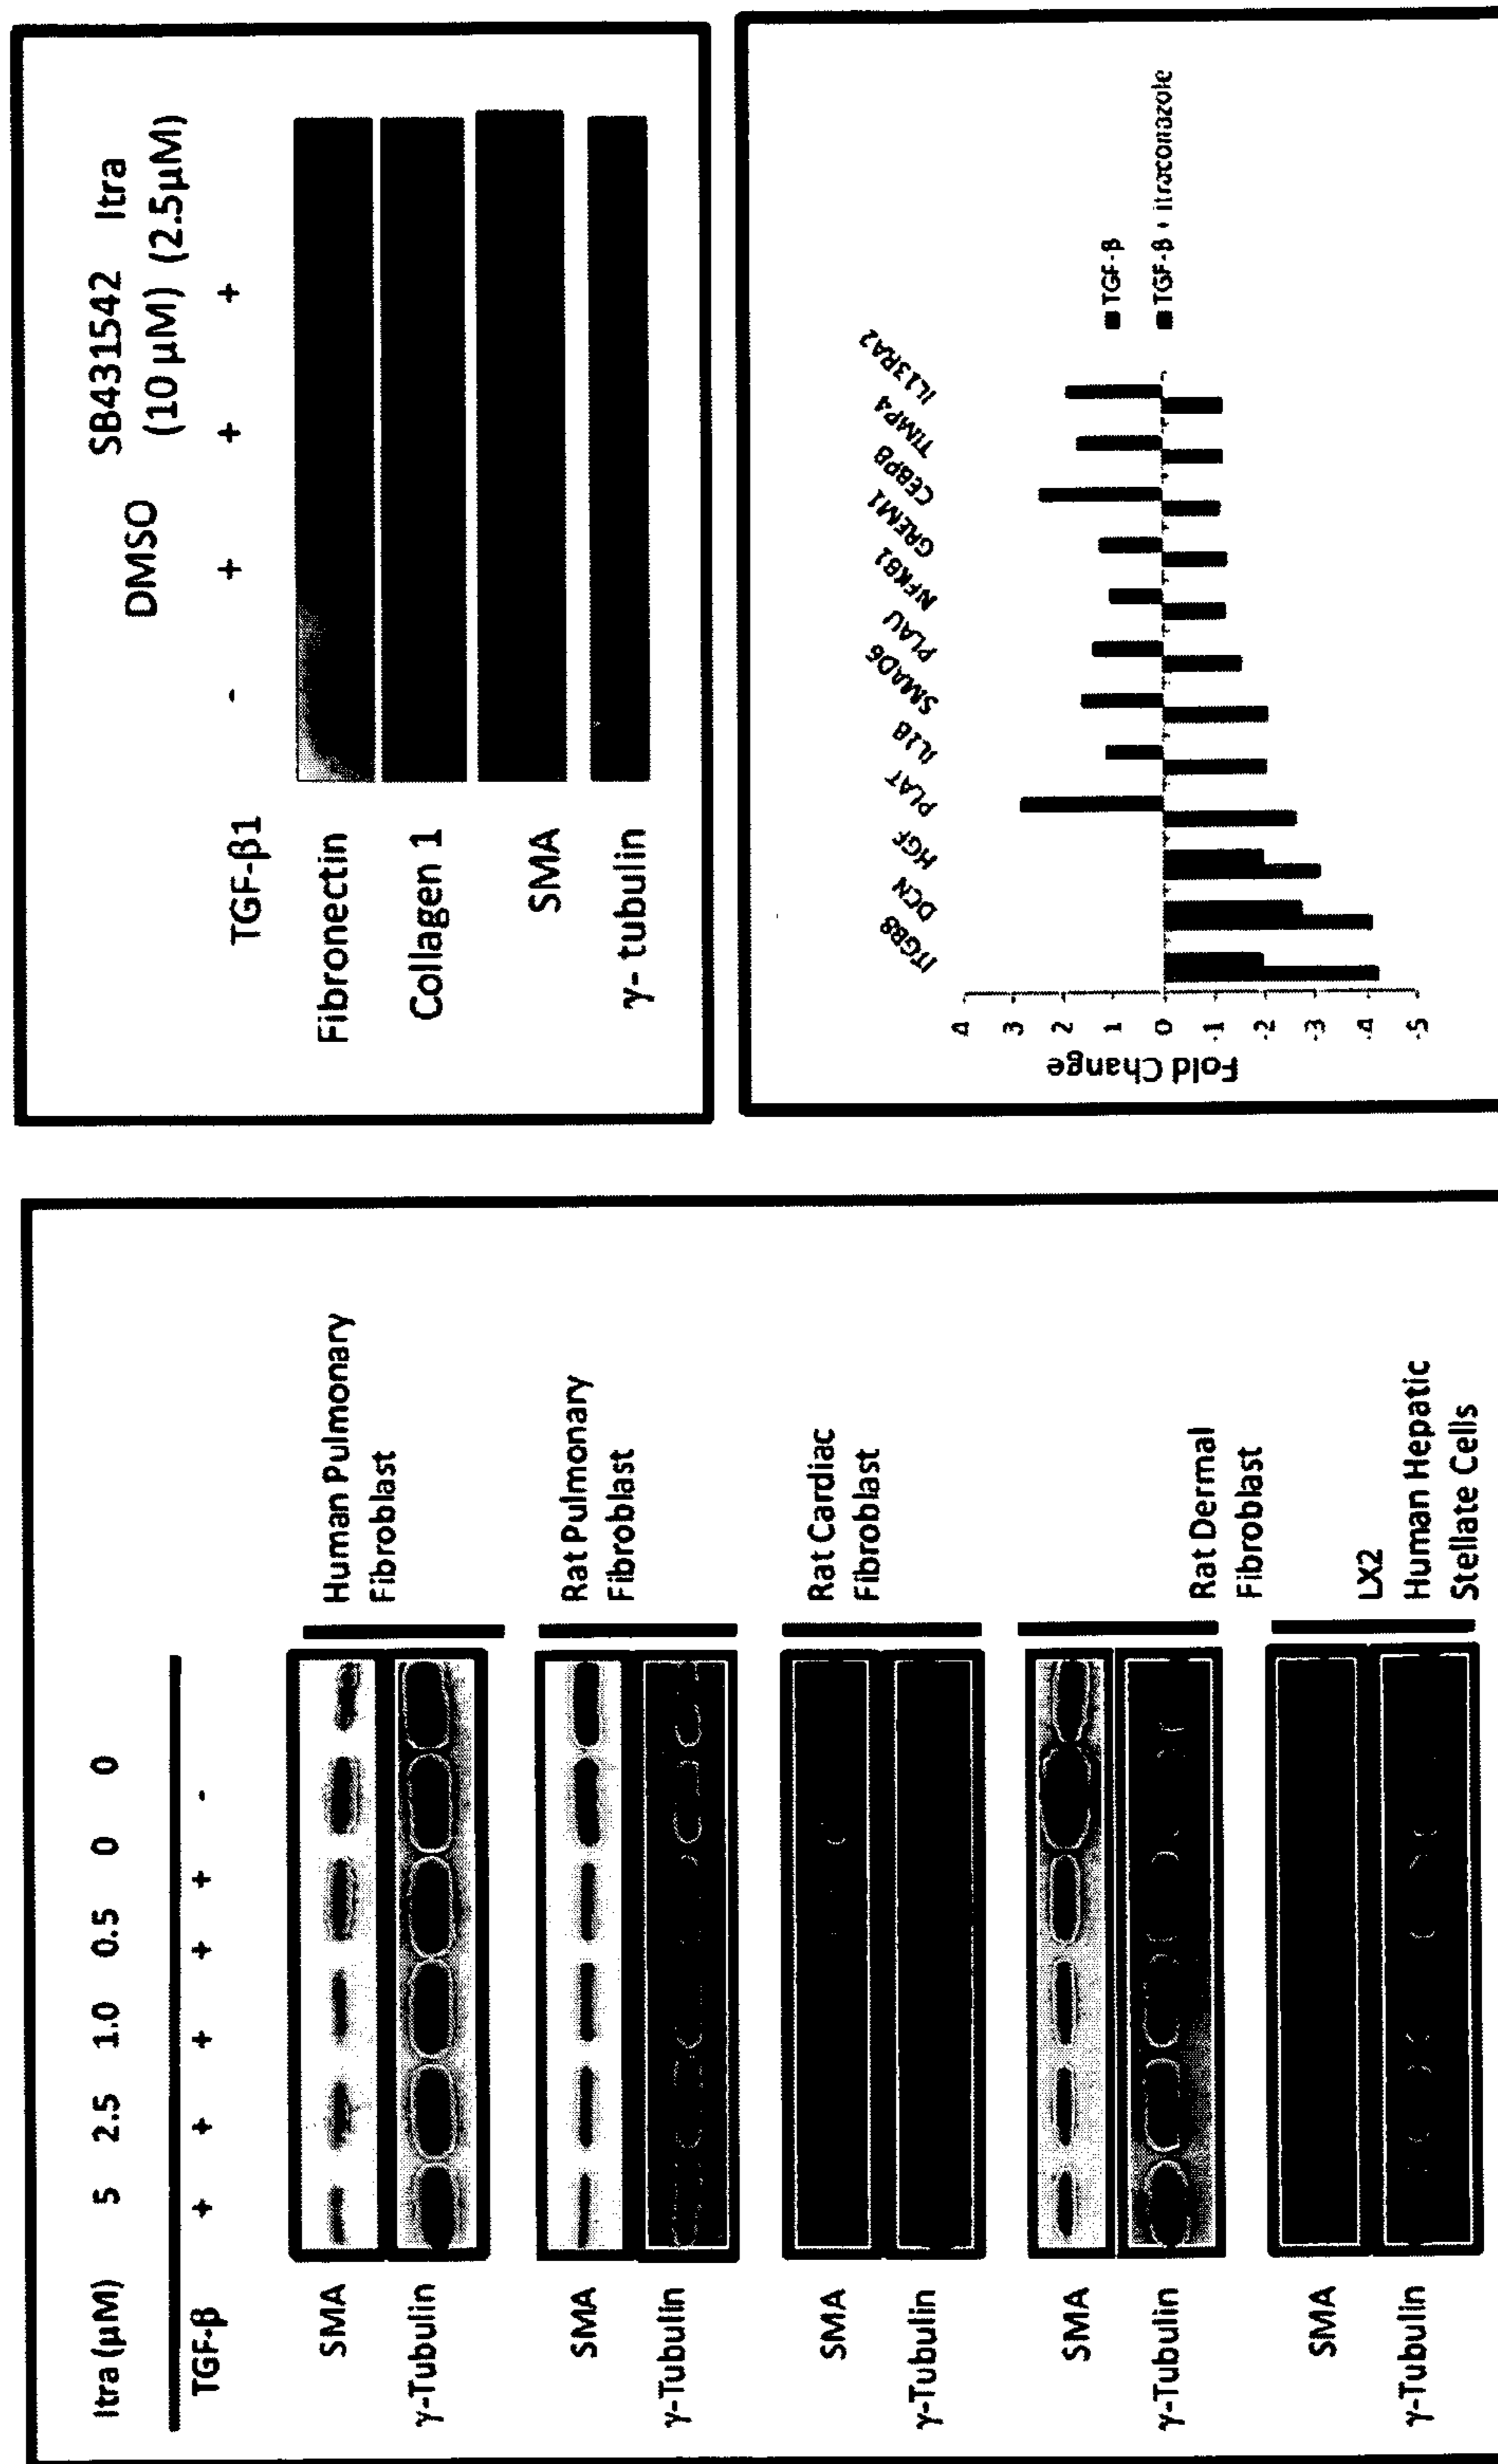 Itra (μM) 5 2.5 1.0 0.5 0 0
TGF-β + + + + + -
SMA
γ-Tubulin
Human Pulmonary
Fibroblast
SMA
γ-Tubulin
Rat Pulmonary
Fibroblast
SMA
γ-Tubulin
Rat Cardiac
Fibroblast
SMA
γ-Tubulin
Rat Dermal
Fibroblast
SMA
γ-Tubulin
LX2
Human Hepatic
Stellate Cells
DMSO SB431542 Itra
(10 μM) (2.5μM)
TGF-β1 - + + +
Fibronectin
Collagen 1
SMA
γ- tubulin
ITGB8 DCN HGF PLAT IL1B SMAD6 PLAU NFKB1 GREM1 CEBPB TIMP4 IL13RA2
Fold Change
4
3
2
1
0
-1
-2
-3
-4
-5
TGF-β
TGF-β + itraconazole